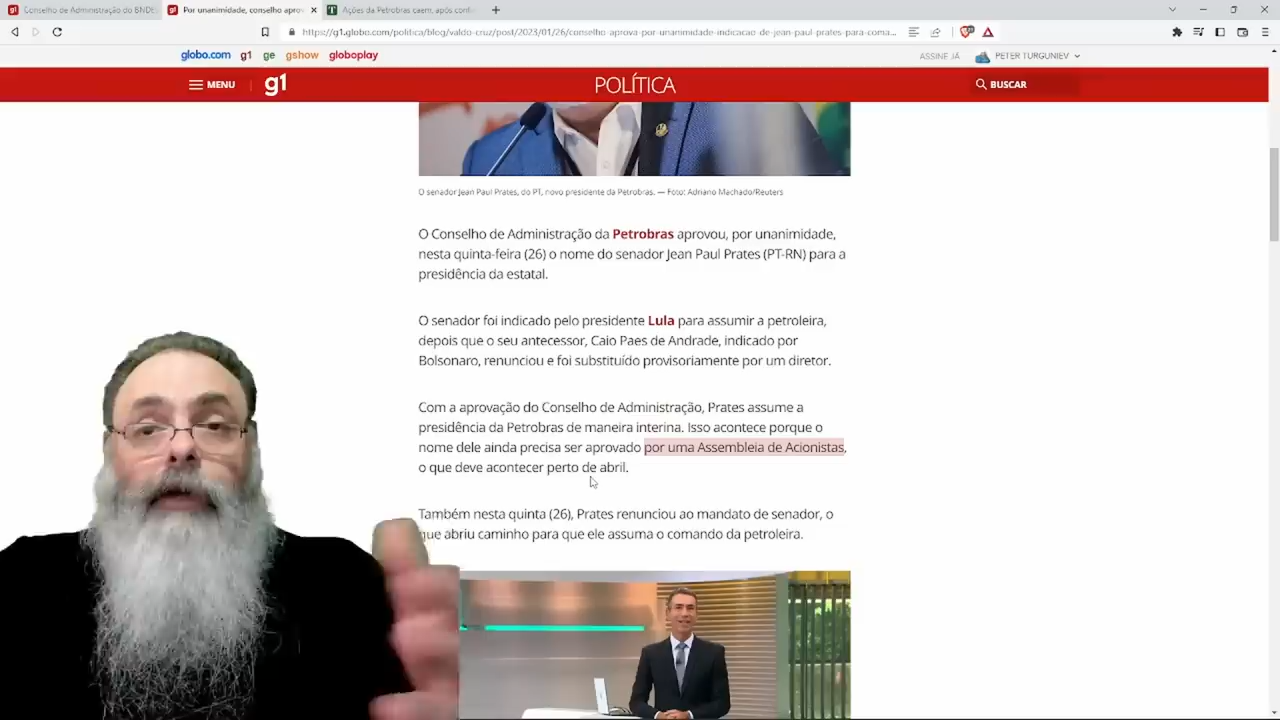 Conselho de Administração do BNDE
Por unanimidade, conselho aprov
Ações da Petrobras caem, após confi
https://g1.globo.com/politica/blog/valdo-cruz/post/2023/01/26/conselho-aprova-por-unanimidade-indicacao-de-jean-paul-prates-para-coma...
globo.com g1 ge gshow globoplay
ASSINE JÁ
PETER TURGUNIEV
MENU
g1
POLÍTICA
BUSCAR
O senador Jean Paul Prates, do PT, novo presidente da Petrobras. — Foto: Adriano Machado/Reuters
O Conselho de Administração da Petrobras aprovou, por unanimidade,
nesta quinta-feira (26) o nome do senador Jean Paul Prates (PT-RN) para a
presidência da estatal.
O senador foi indicado pelo presidente Lula para assumir a petroleira,
depois que o seu antecessor, Caio Paes de Andrade, indicado por
Bolsonaro, renunciou e foi substituído provisoriamente por um diretor.
Com a aprovação do Conselho de Administração, Prates assume a
presidência da Petrobras de maneira interina. Isso acontece porque o
nome dele ainda precisa ser aprovado por uma Assembleia de Acionistas,
o que deve acontecer perto de abril.
Também nesta quinta (26), Prates renunciou ao mandato de senador, o
que abriu caminho para que ele assuma o comando da petroleira.